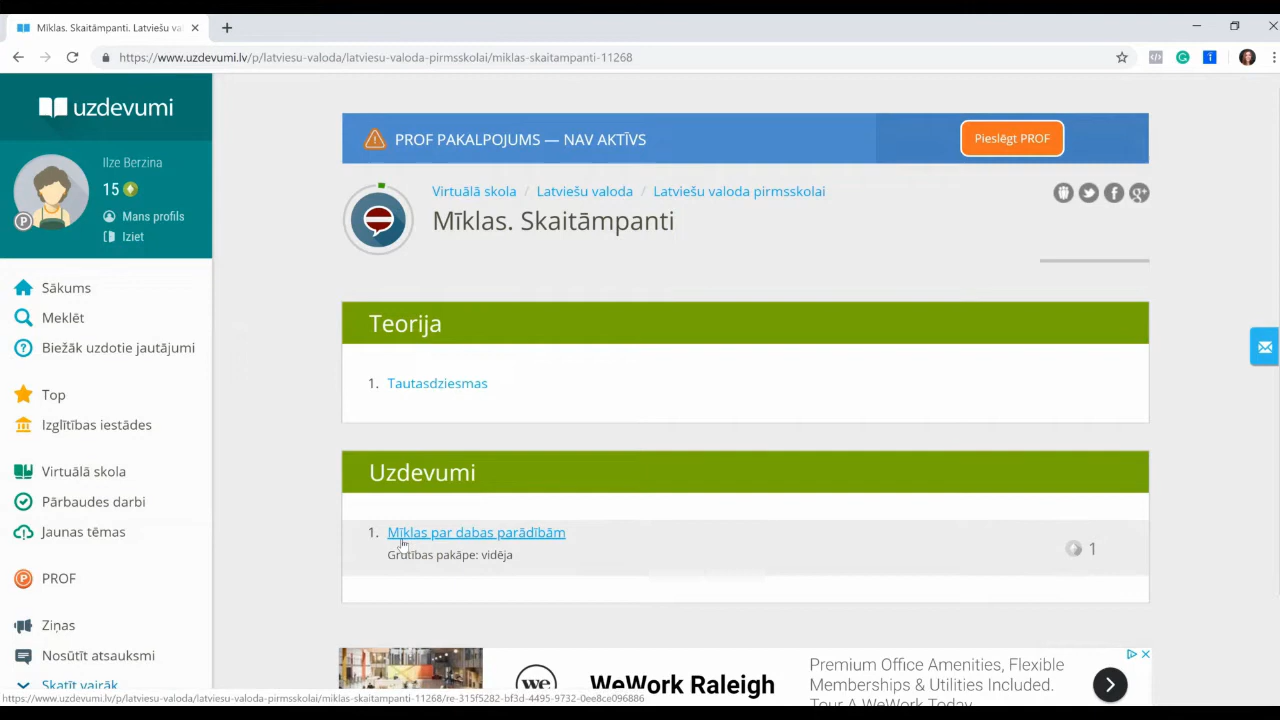 Mīklas. Skaitāmpanti. Latviešu va
https://www.uzdevumi.lv/p/latviesu-valoda/latviesu-valoda-pirmsskolai/miklas-skaitampanti-11268
uzdevumi
Ilze Berzina
15
Mans profils
Iziet
Sākums
Meklēt
Biežāk uzdotie jautājumi
Top
Izglītības iestādes
Virtuālā skola
Pārbaudes darbi
Jaunas tēmas
PROF
Ziņas
Nosūtīt atsauksmi
Skatīt vairāk
PROF PAKALPOJUMS — NAV AKTĪVS
Pieslēgt PROF
Virtuālā skola / Latviešu valoda / Latviešu valoda pirmsskolai
Mīklas. Skaitāmpanti
Teorija
1. Tautasdziesmas
Uzdevumi
1. Mīklas par dabas parādībām
Grūtības pakāpe: vidēja
1
we
WeWork Raleigh
Premium Office Amenities, Flexible
Memberships & Utilities Included.
Tour A WeWork Today
https://www.uzdevumi.lv/p/latviesu-valoda/latviesu-valoda-pirmsskolai/miklas-skaitampanti-11268/re-315f5282-bf3d-4495-9732-0ee8ce096886